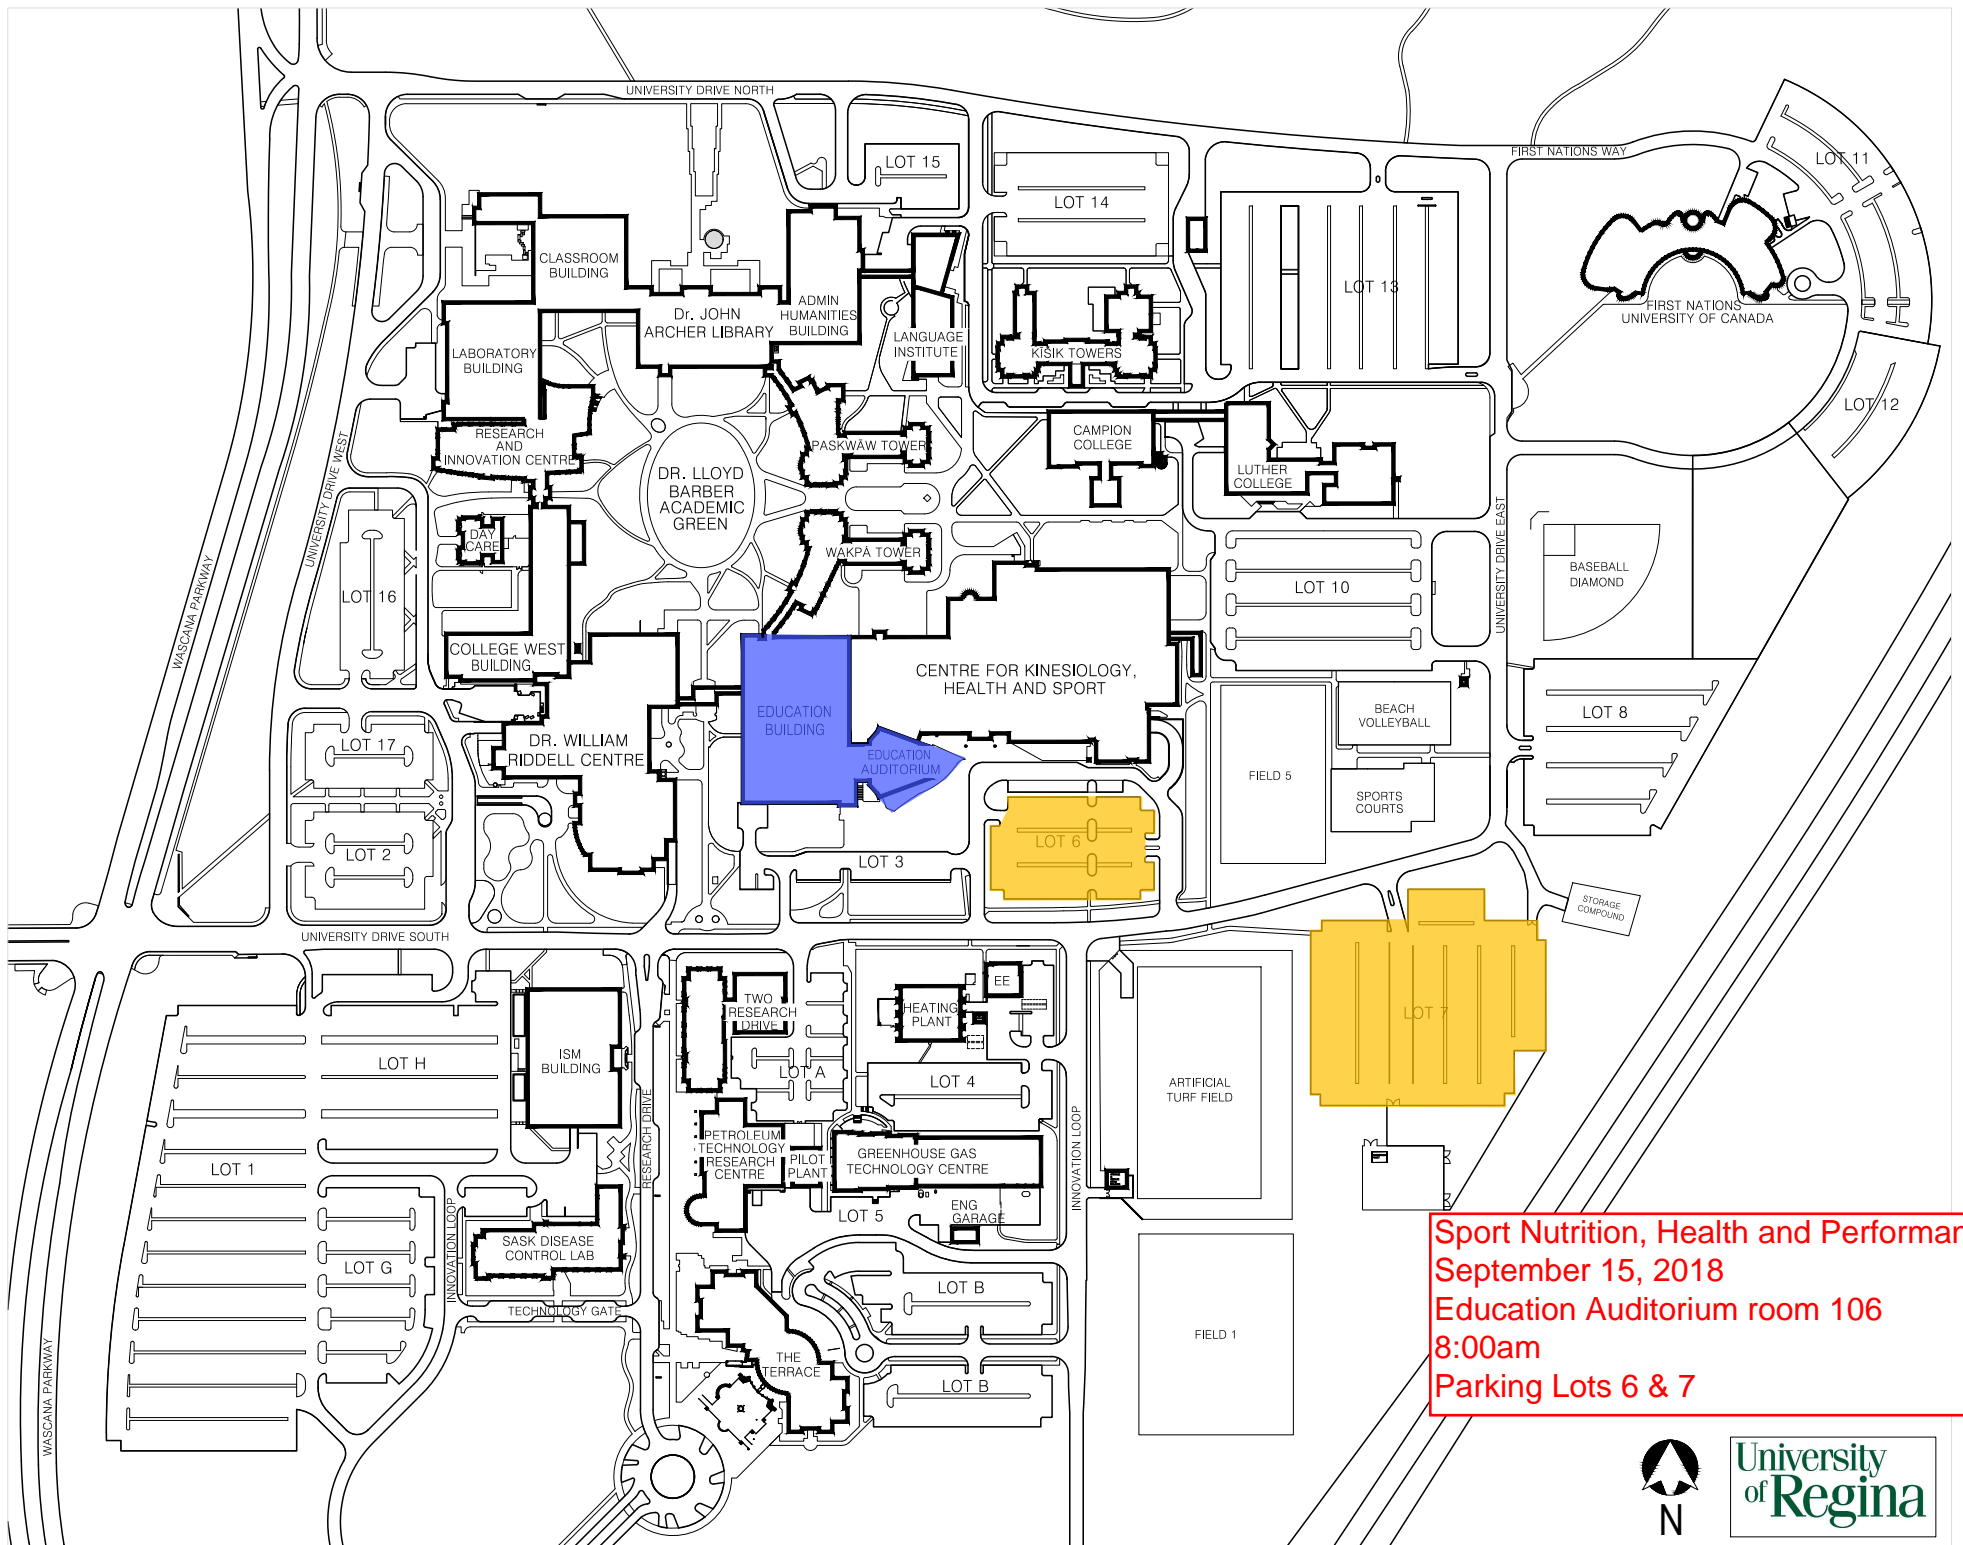 UNIVERSITY DRIVE NORTH
FIRST NATIONS WAY
LOT 11
LOT 15
LOT 14
CLASSROOM
BUILDING
LOT 13
ADMIN
HUMANITIES
BUILDING
Dr. JOHN
ARCHER LIBRARY
FIRST NATIONS
UNIVERSITY OF CANADA
LANGUAGE
INSTITUTE
KĪSIK TOWERS
LABORATORY
BUILDING
LOT 12
RESEARCH
AND
INNOVATION CENTRE
PASKWĀW TOWER
CAMPION
COLLEGE
LUTHER
COLLEGE
DR. LLOYD
BARBER
ACADEMIC
GREEN
UNIVERSITY DRIVE WEST
UNIVERSITY DRIVE EAST
DAY
CARE
WAKPĀ TOWER
BASEBALL
DIAMOND
LOT 16
LOT 10
WASCANA PARKWAY
COLLEGE WEST
BUILDING
CENTRE FOR KINESIOLOGY,
HEALTH AND SPORT
EDUCATION
BUILDING
BEACH
VOLLEYBALL
LOT 8
LOT 17
DR. WILLIAM
RIDDELL CENTRE
EDUCATION
AUDITORIUM
FIELD 5
SPORTS
COURTS
LOT 2
LOT 3
LOT 6
STORAGE
COMPOUND
UNIVERSITY DRIVE SOUTH
TWO
RESEARCH
DRIVE
HEATING
PLANT
EE
LOT 7
ISM
BUILDING
LOT H
LOT A
LOT 4
ARTIFICIAL
TURF FIELD
RESEARCH DRIVE
INNOVATION LOOP
PETROLEUM
TECHNOLOGY
RESEARCH
CENTRE
PILOT
PLANT
GREENHOUSE GAS
TECHNOLOGY CENTRE
LOT 1
LOT 5
ENG
GARAGE
INNOVATION LOOP
SASK DISEASE
CONTROL LAB
LOT G
TECHNOLOGY GATE
LOT B
FIELD 1
THE
TERRACE
LOT B
WASCANA PARKWAY
Sport Nutrition, Health and Performan
September 15, 2018
Education Auditorium room 106
8:00am
Parking Lots 6 & 7
N
University
of Regina